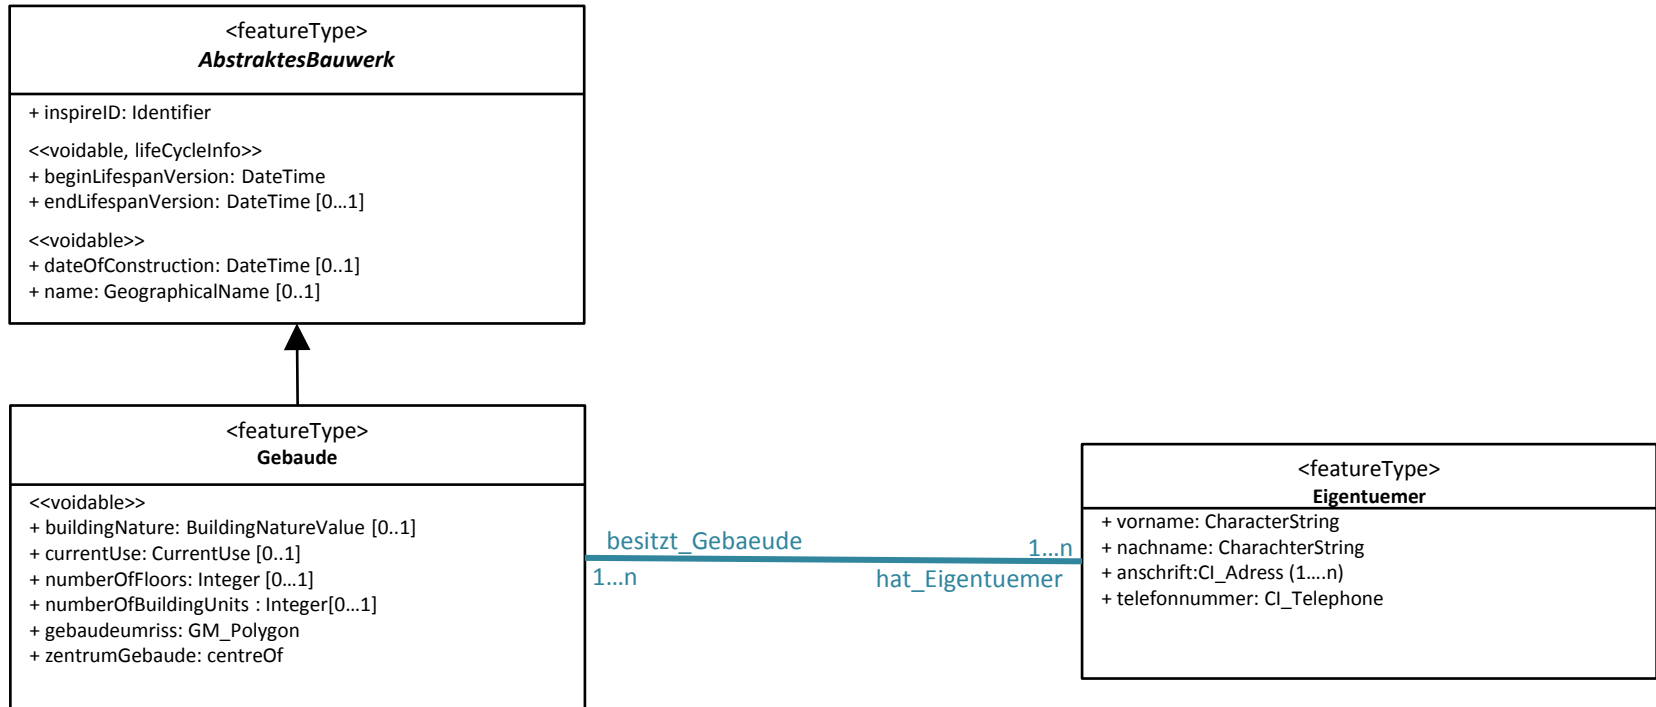 <featureType>
AbstraktesBauwerk
+ inspireID: Identifier
<<voidable, lifeCycleInfo>>
+ beginLifespanVersion: DateTime
+ endLifespanVersion: DateTime [0...1]
<<voidable>>
+ dateOfConstruction: DateTime [0..1]
+ name: GeographicalName [0..1]
<featureType>
Gebaude
<<voidable>>
+ buildingNature: BuildingNatureValue [0..1]
+ currentUse: CurrentUse [0..1]
+ numberOfFloors: Integer [0...1]
+ numberOfBuildingUnits : Integer[0...1]
+ gebaudeumriss: GM_Polygon
+ zentrumGebaude: centreOf
besitzt_Gebaeude
1...n
1...n
hat_Eigentuemer
<featureType>
Eigentuemer
+ vorname: CharacterString
+ nachname: CharachterString
+ anschrift:CI_Adress (1....n)
+ telefonnummer: CI_Telephone